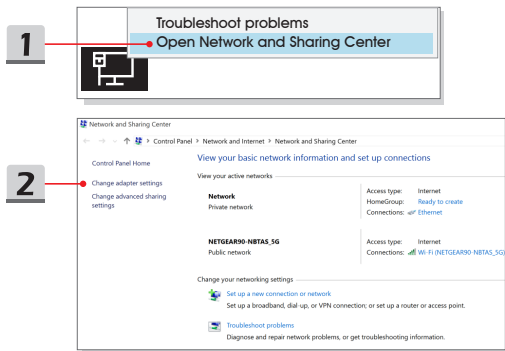 1
Troubleshoot problems
Open Network and Sharing Center
2
Network and Sharing Center
Control Panel > Network and Internet > Network and Sharing Center
Control Panel Home
Change adapter settings
Change advanced sharing
settings
View your basic network information and set up connections
View your active networks
Network
Private network
Access type: Internet
HomeGroup: Ready to create
Connections: Ethernet
NETGEAR90-NBTAS_5G
Public network
Access type: Internet
Connections: Wi-Fi (NETGEAR90-NBTAS_5G)
Change your networking settings
Set up a new connection or network
Set up a broadband, dial-up, or VPN connection; or set up a router or access point.
Troubleshoot problems
Diagnose and repair network problems, or get troubleshooting information.